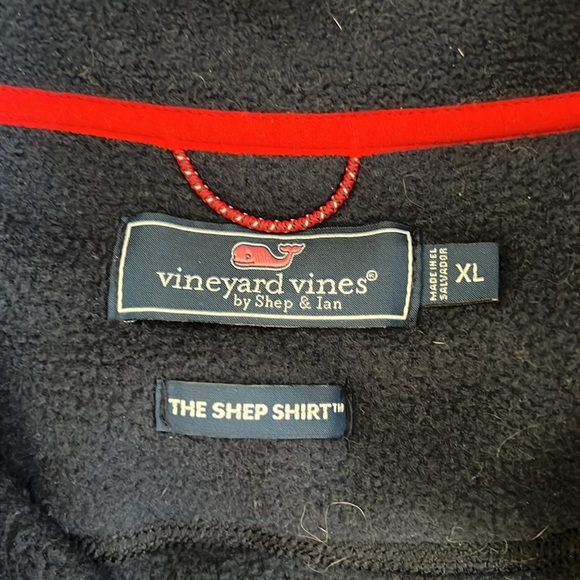 vineyard vines®
by Shep & Ian
MADE IN EL
SALVADOR
XL
THE SHEP SHIRT™